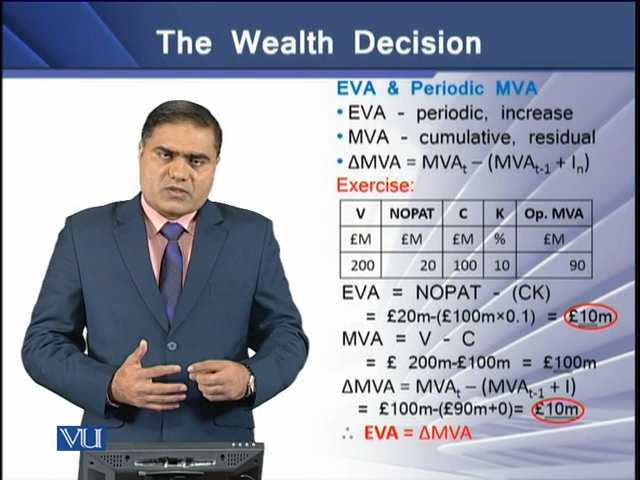 The Wealth Decision
EVA & Periodic MVA
• EVA - periodic, increase
• MVA - cumulative, residual
• ΔMVA = MVAt – (MVAt-1 + In)
Exercise:
V NOPAT C K Op. MVA
£M £M £M % £M
200 20 100 10 90
EVA = NOPAT - (CK)
= £20m-(£100m×0.1) = £10m
MVA = V - C
= £ 200m-£100m = £100m
ΔMVA = MVAt – (MVAt-1 + I)
= £100m-(£90m+0)= £10m
∴ EVA = ΔMVA
VU